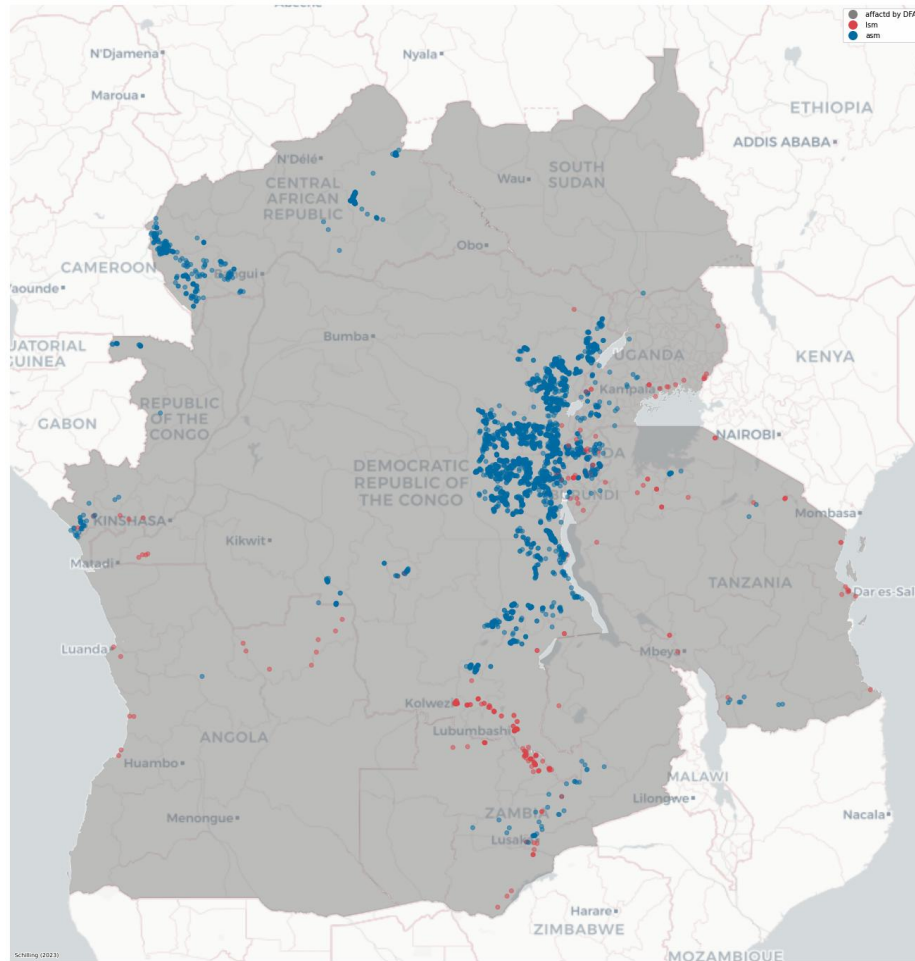 ABECHE
affactd by DFA
lsm
asm
N'Djamena
Nyala
Maroua
ETHIOPIA
ADDIS ABABA
N'Délé
CENTRAL
AFRICAN
REPUBLIC
Wau
SOUTH
SUDAN
Obo
CAMEROON
Bangui
Yaounde
Bumba
UATORIAL
GUINEA
UGANDA
KENYA
Kampala
REPUBLIC
OF THE
CONGO
GABON
NAIROBI
DEMOCRATIC
REPUBLIC OF
THE CONGO
BURUNDI
KINSHASA
Mombasa
Kikwit
Matadi
TANZANIA
Dar es-Sal
Luanda
Mbeya
Kolwezi
Lubumbashi
ANGOLA
Huambo
MALAWI
Lilongwe
Menongue
ZAMBIA
Nacala
Lusaka
Harare
ZIMBABWE
MOZAMBIQUE
Schilling (2023)